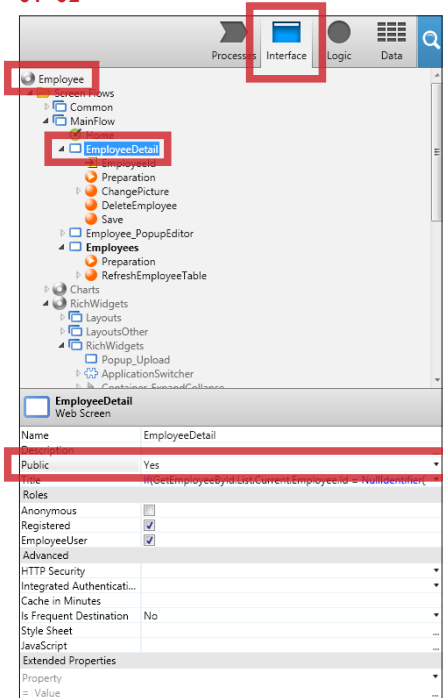 01-02
Processes Interface Logic Data
Employee
Screen Flows
Common
MainFlow
Home
EmployeeDetail
EmployeeId
Preparation
ChangePicture
DeleteEmployee
Save
Employee_PopupEditor
Employees
Preparation
RefreshEmployeeTable
Charts
RichWidgets
Layouts
LayoutsOther
RichWidgets
Popup_Upload
ApplicationSwitcher
Container_ExpandCollapse
EmployeeDetail
Web Screen
Name EmployeeDetail
Description ...
Public Yes
Title If(GetEmployeeById.List.Current.Employee.Id = NullIdentifier(
Roles
Anonymous
Registered
EmployeeUser
Advanced
HTTP Security
Integrated Authenticati...
Cache in Minutes
Is Frequent Destination No
Style Sheet ...
JavaScript ...
Extended Properties
Property
= Value ...